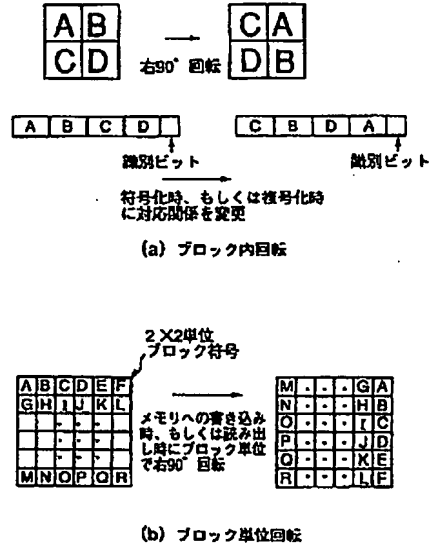 A B C A
C D 右90°回転 D B
A B C D C B D A
識別ビット 識別ビット
符号化時、もしくは複号化時
に対応関係を変更
(a) ブロック内回転
2×2単位
ブロック符号
A B C D E F M G A
G H I J K L N H B
メモリへの書き込み O I C
時、もしくは読み出 P J D
し時にブロック単位 Q K E
で右90°回転 R L F
M N O P Q R
(b) ブロック単位回転